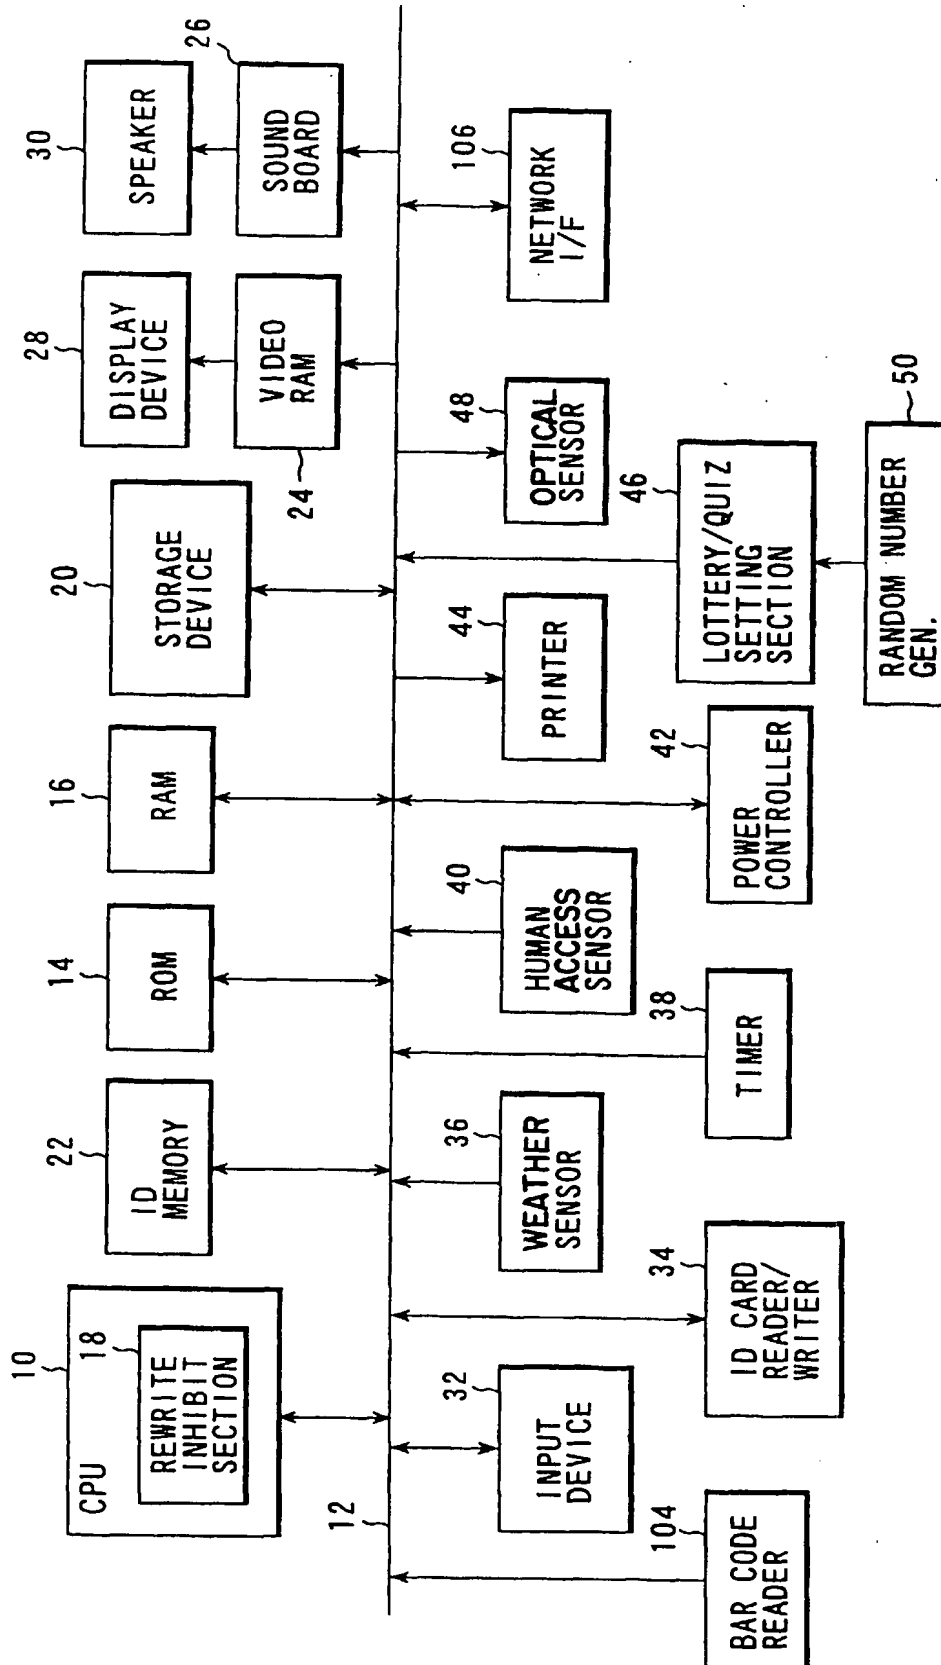 10
CPU
18
REWRITE
INHIBIT
SECTION
22
ID
MEMORY
14
ROM
16
RAM
20
STORAGE
DEVICE
28
DISPLAY
DEVICE
24
VIDEO
RAM
30
SPEAKER
26
SOUND
BOARD
12
104
BAR CODE
READER
32
INPUT
DEVICE
34
ID CARD
READER/
WRITER
36
WEATHER
SENSOR
38
TIMER
40
HUMAN
ACCESS
SENSOR
42
POWER
CONTROLLER
44
PRINTER
46
LOTTERY/QUIZ
SETTING
SECTION
48
OPTICAL
SENSOR
50
RANDOM NUMBER
GEN.
106
NETWORK
I/F